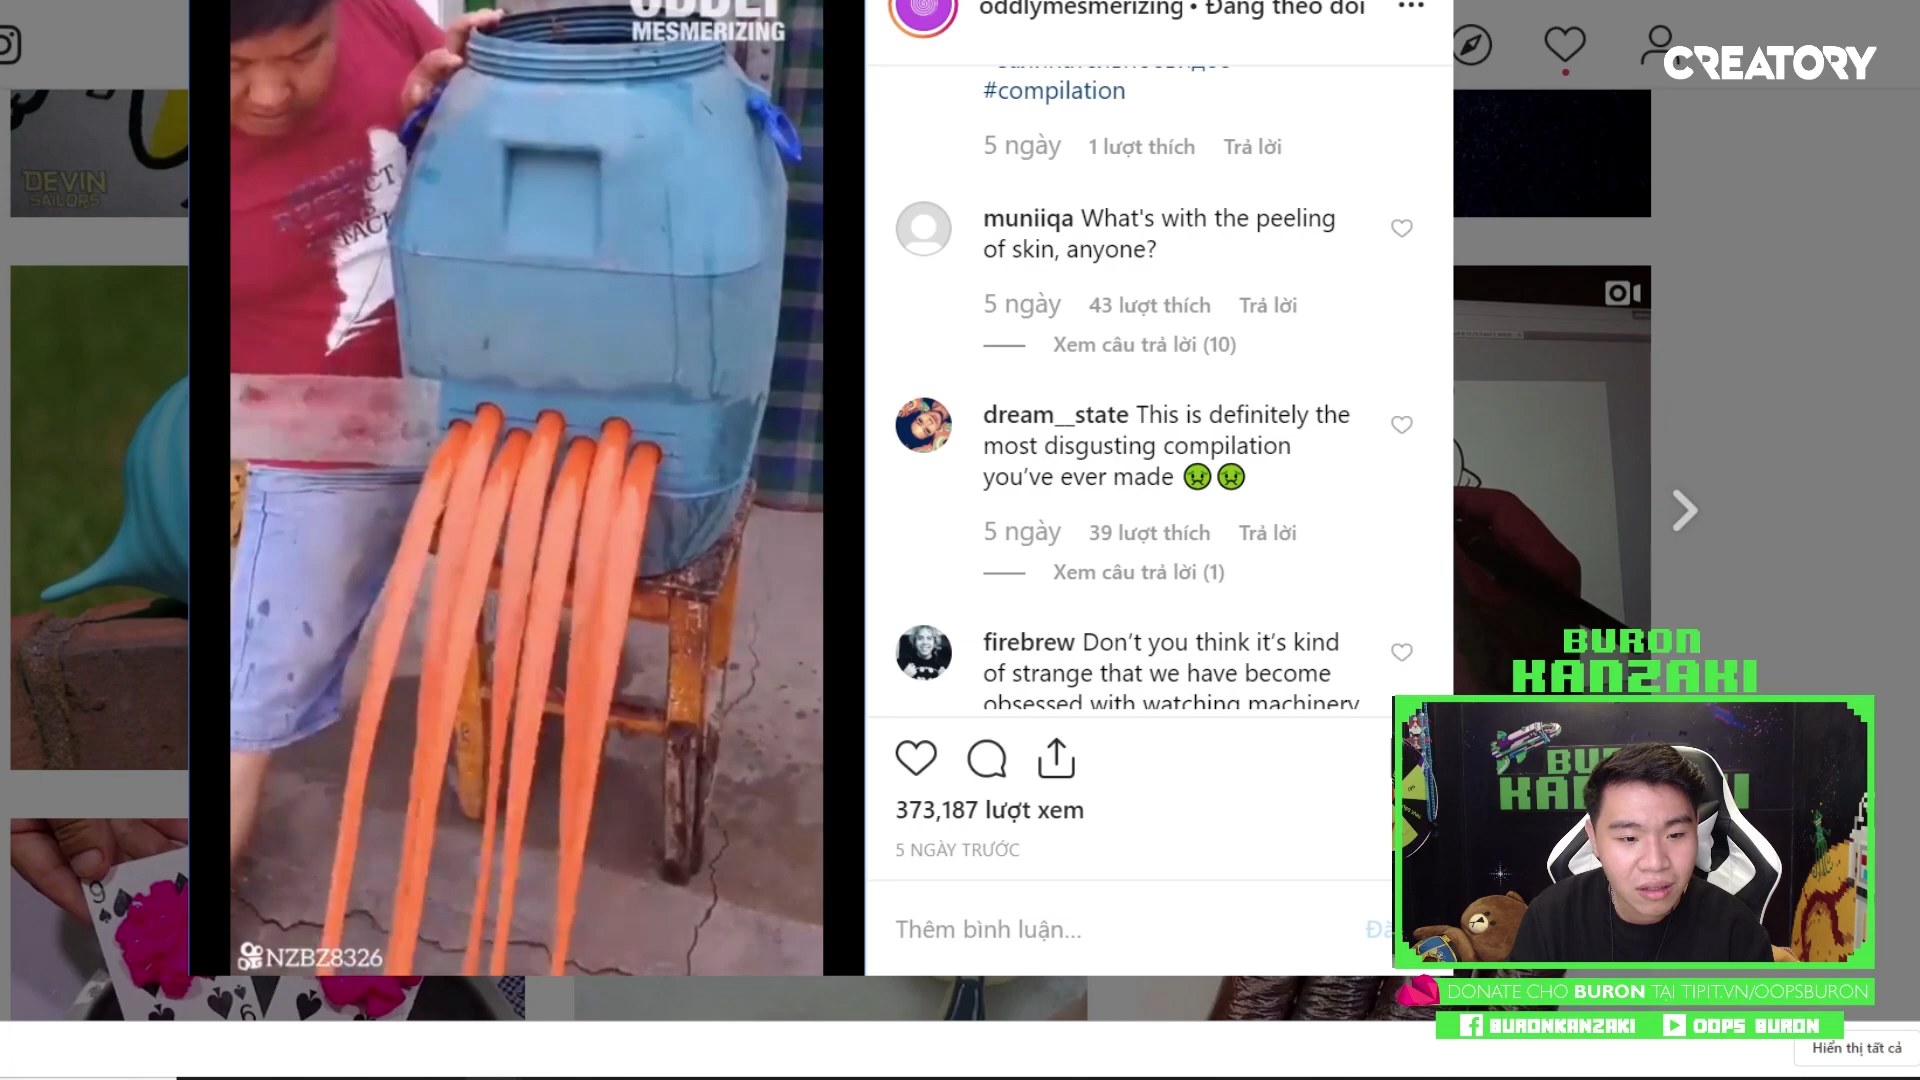 ODDLY
MESMERIZING
DEVIN
SAILORS
NZBZ8326
oddlymesmerizing • Đang theo dõi
#compilation
5 ngày 1 lượt thích Trả lời
muniiqa What's with the peeling
of skin, anyone?
5 ngày 43 lượt thích Trả lời
Xem câu trả lời (10)
dream__state This is definitely the
most disgusting compilation
you’ve ever made 🤢🤢
5 ngày 39 lượt thích Trả lời
Xem câu trả lời (1)
firebrew Don’t you think it’s kind
of strange that we have become
obsessed with watching machinery
373,187 lượt xem
5 NGÀY TRƯỚC
Thêm bình luận...
CREATORY
BURON
KANZAKI
DONATE CHO BURON TẠI TIPIT.VN/OOPSBURON
BURONKANZAKI OOPS BURON
Hiển thị tất cả